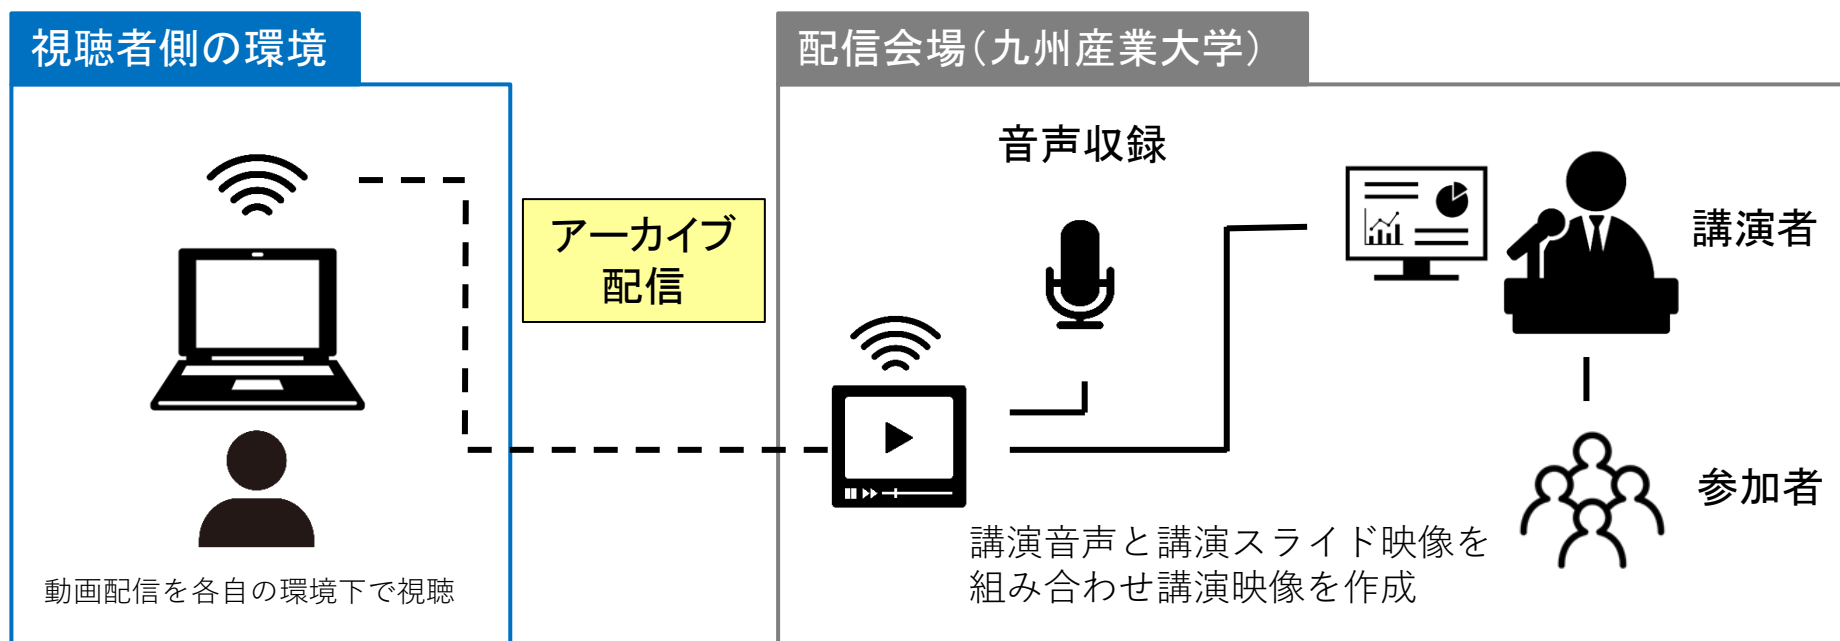 視聴者側の環境
動画配信を各自の環境下で視聴
アーカイブ
配信
配信会場(九州産業大学)
音声収録
講演者
参加者
講演音声と講演スライド映像を
組み合わせ講演映像を作成